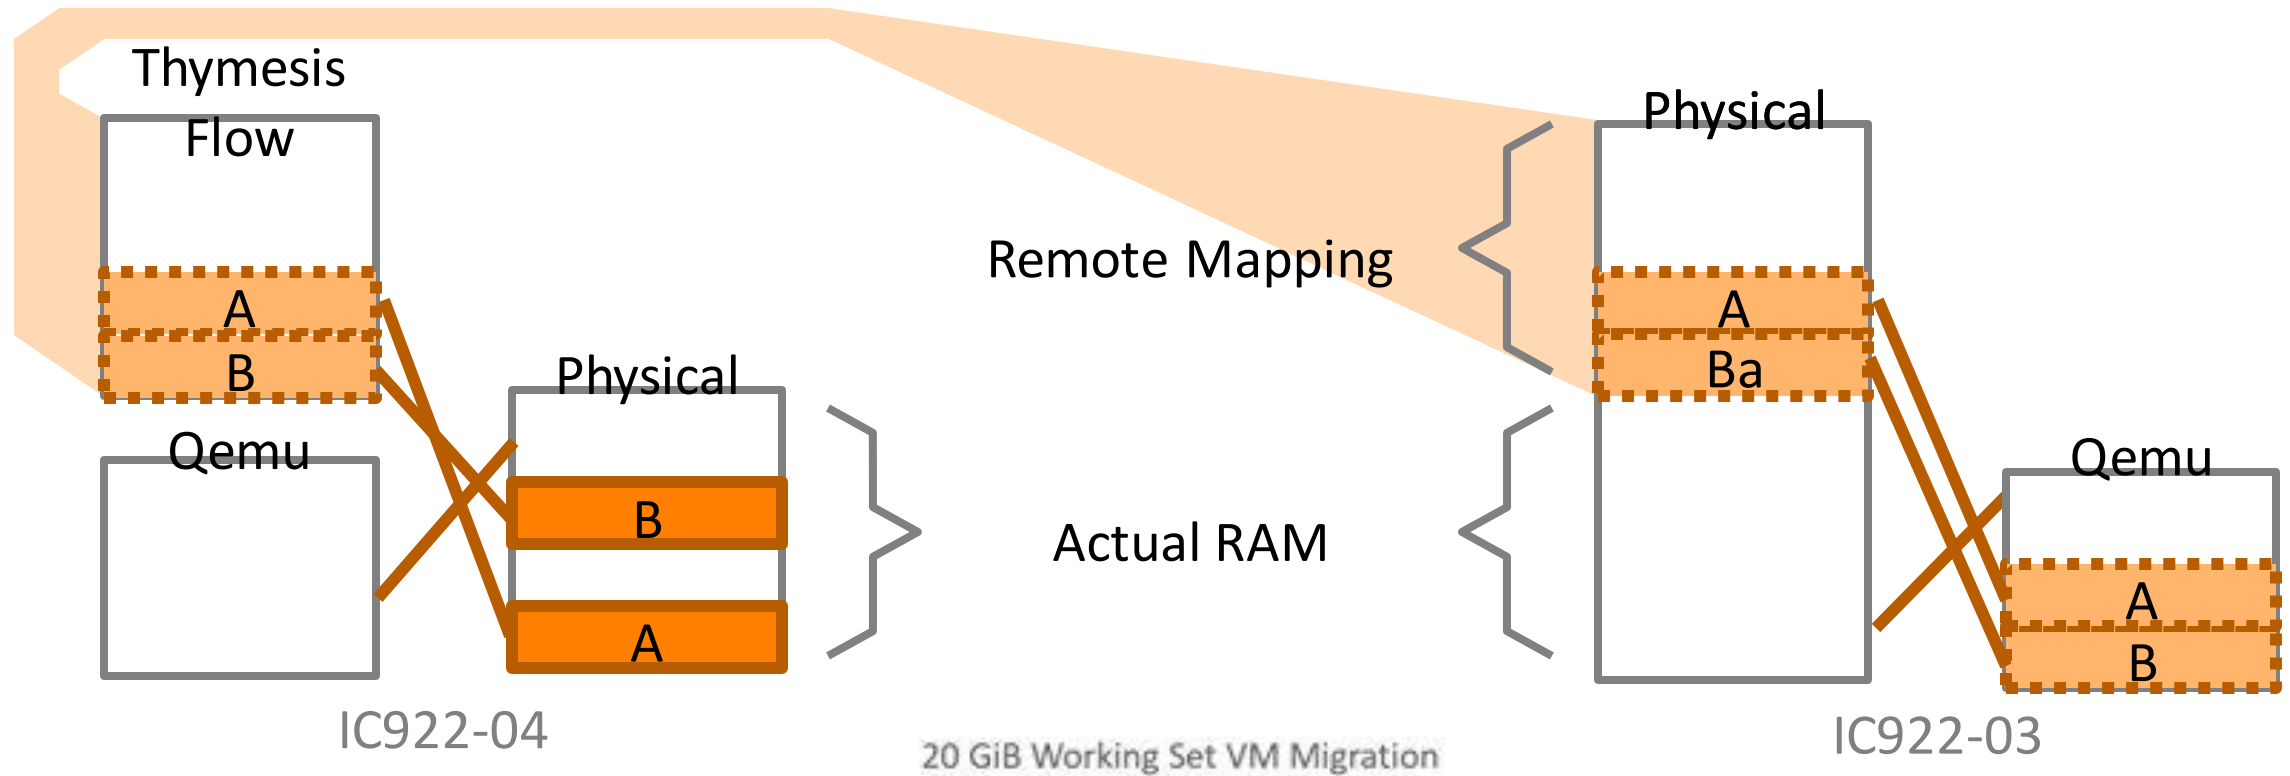 Thymesis
Flow
A
B
Qemu
Physical
B
A
IC922-04
Remote Mapping
Actual RAM
20 GiB Working Set VM Migration
Physical
A
Ba
Qemu
A
B
IC922-03